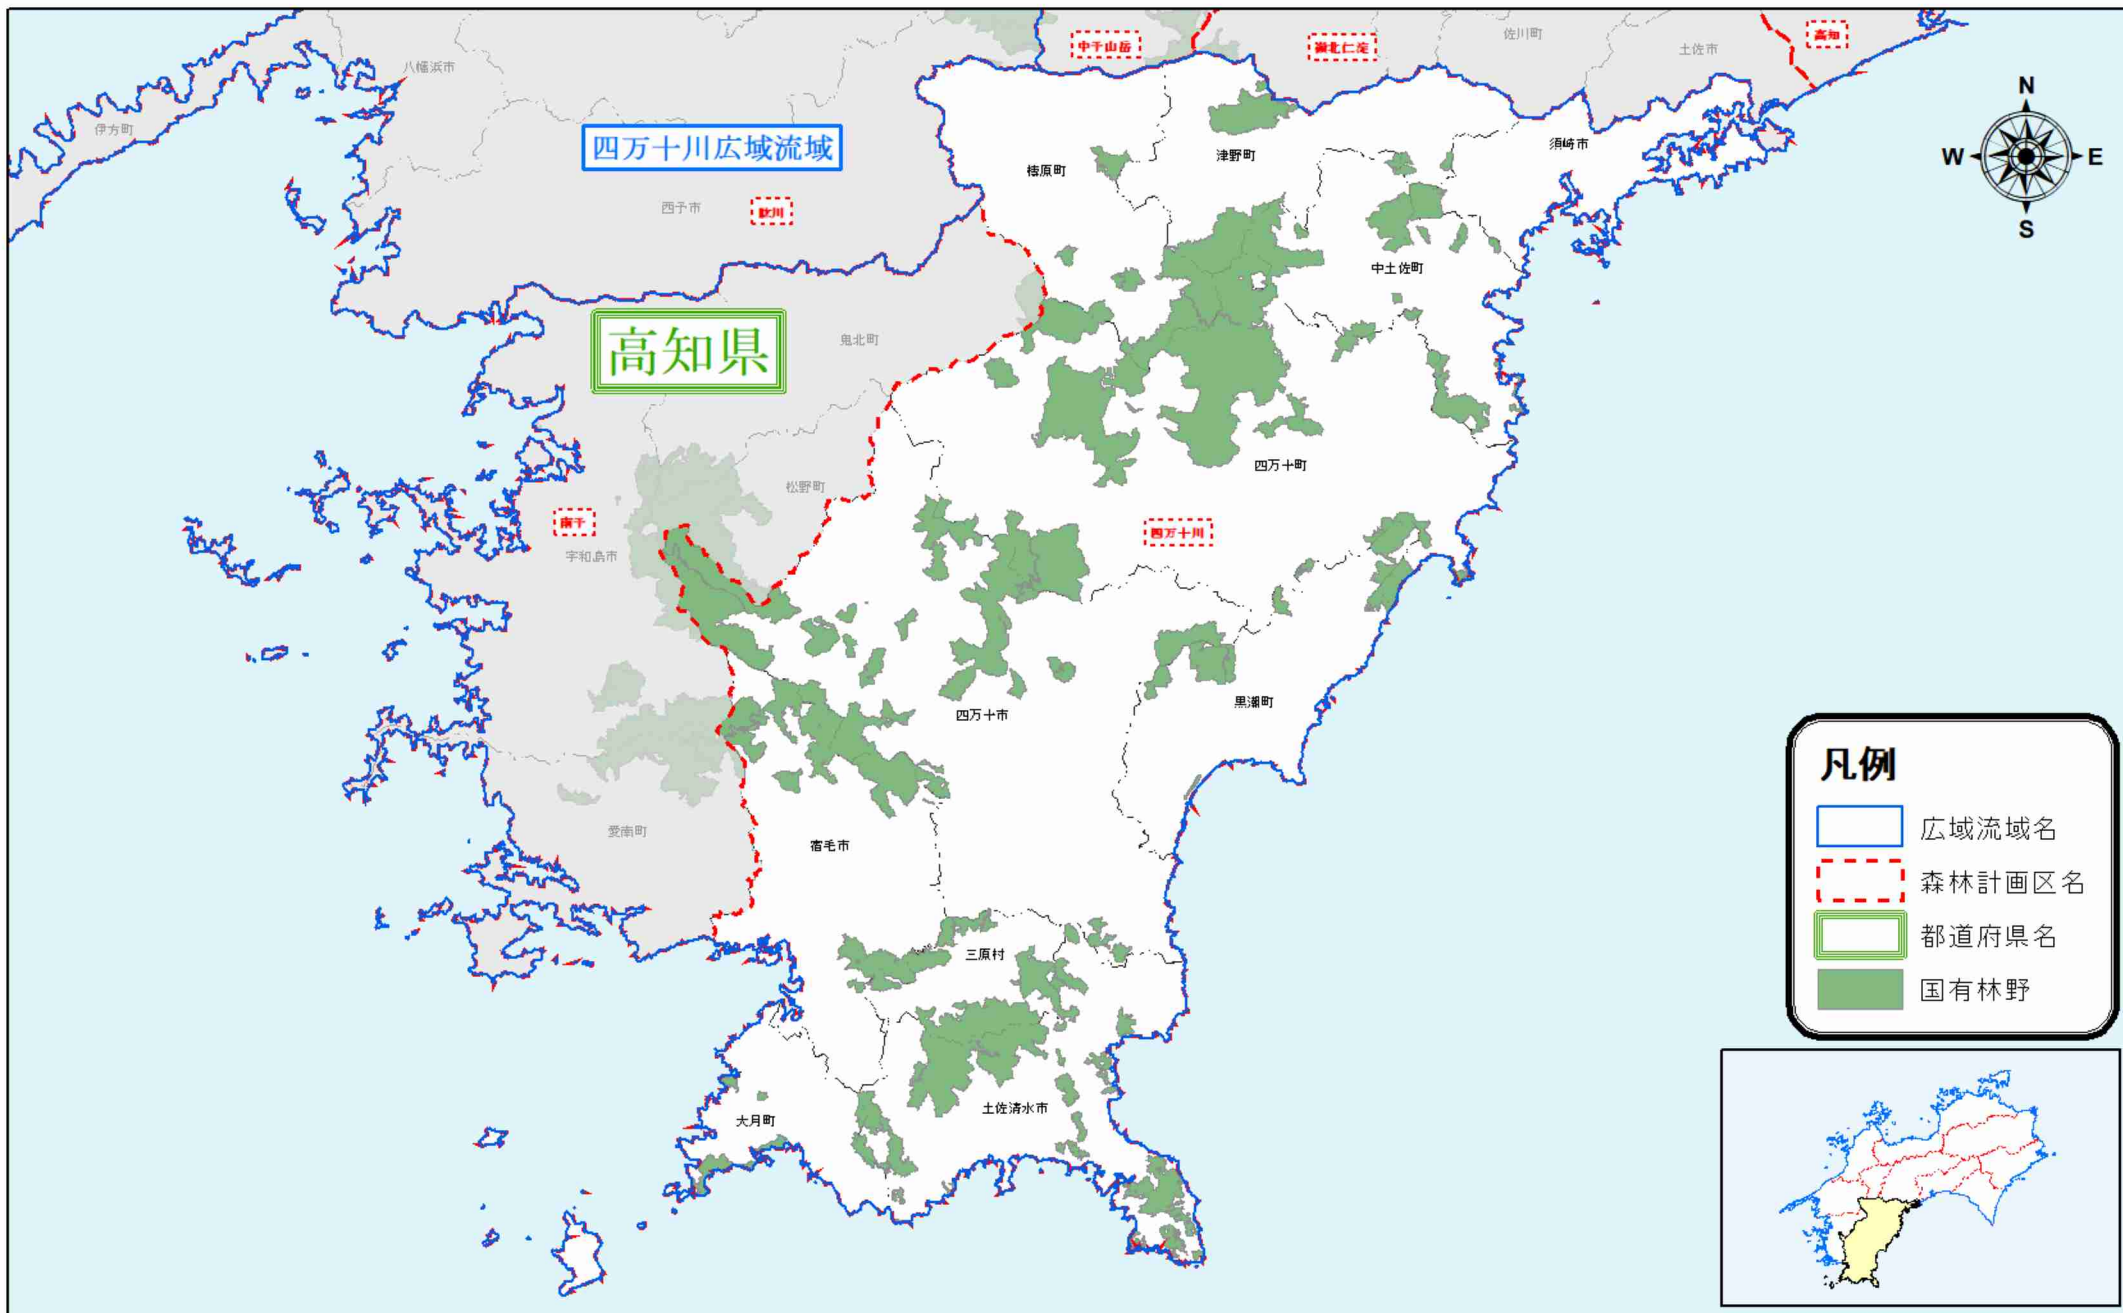 中予山岳
嶺北仁淀
佐川町
土佐市
高知
八幡浜市
伊方町
四万十川広域流域
西予市
肱川
N
W
E
S
梼原町
津野町
須崎市
中土佐町
高知県
鬼北町
松野町
南予
宇和島市
四万十町
四万十川
四万十市
黒潮町
愛南町
宿毛市
三原村
大月町
土佐清水市
凡例
広域流域名
森林計画区名
都道府県名
国有林野